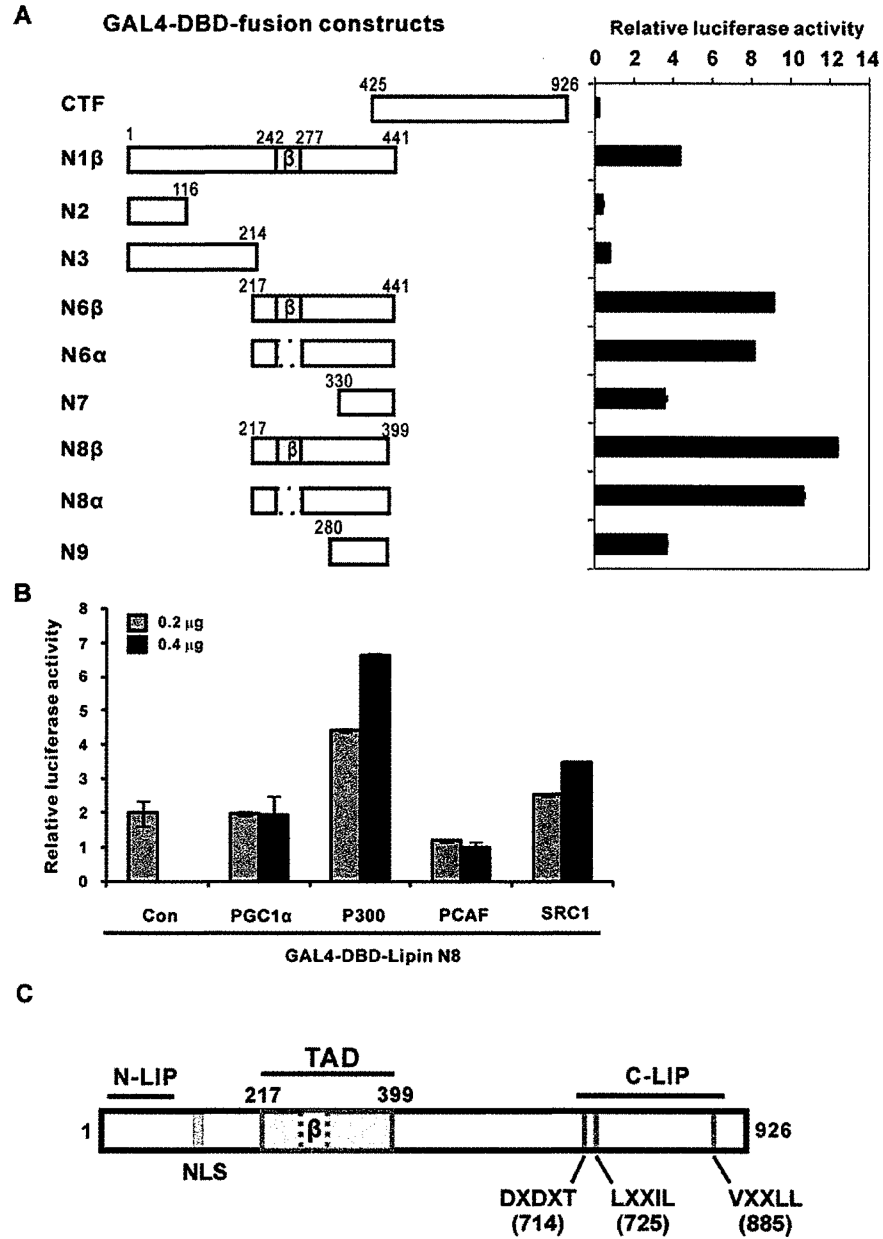 A
GAL4-DBD-fusion constructs
Relative luciferase activity
0 2 4 6 8 10 12 14
425 926
CTF
1 242 277 441
N1β β
116
N2
214
N3
217 441
N6β β
N6α
330
N7
217 399
N8β β
N8α
280
N9
B
Relative luciferase activity
8
7
6
5
4
3
2
1
0
0.2 μg
0.4 μg
Con PGC1α P300 PCAF SRC1
GAL4-DBD-Lipin N8
C
N-LIP TAD C-LIP
217 399
1 β 926
NLS
DXDXT LXXIL VXXLL
(714) (725) (885)